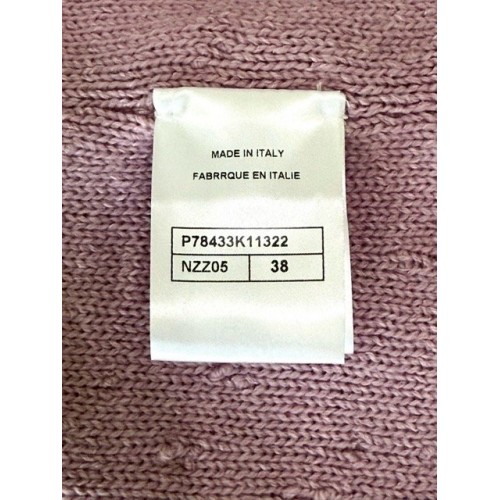 MADE IN ITALY
FABRRQUE EN ITALIE
P78433K11322
NZZ05 38